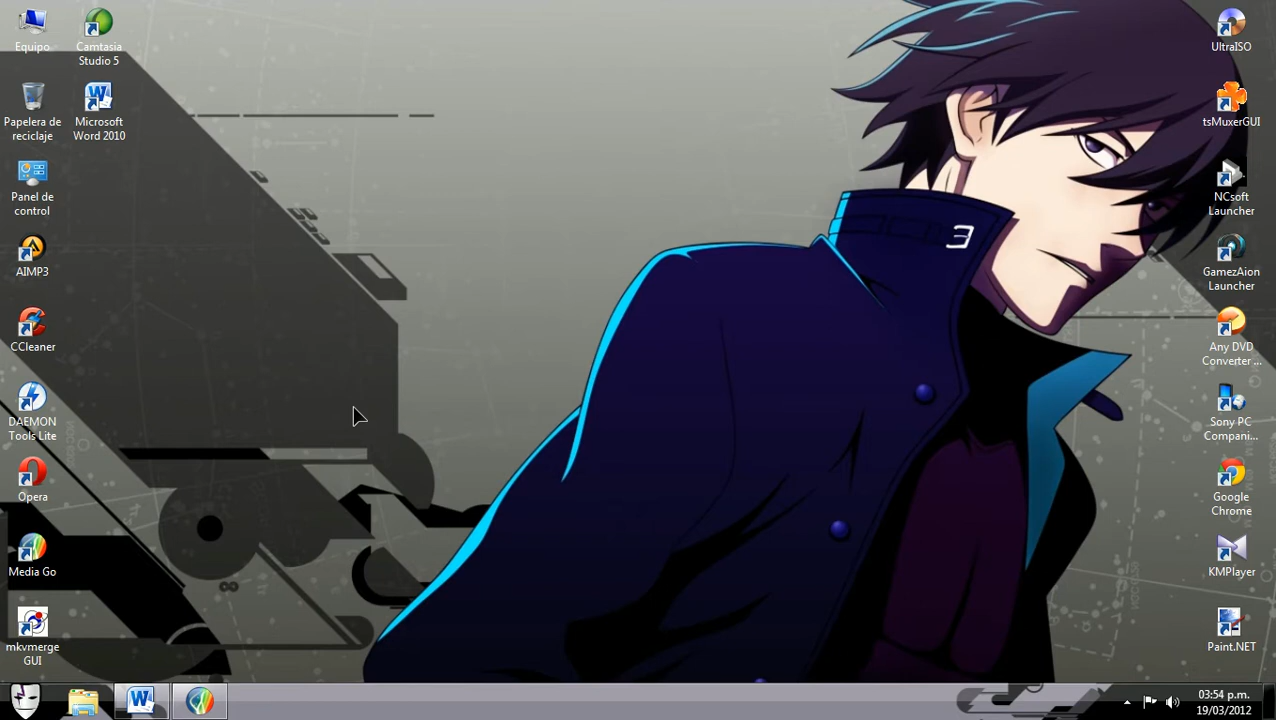 Equipo
Camtasia
Studio 5
Papelera de
reciclaje
Microsoft
Word 2010
Panel de
control
AIMP3
CCleaner
DAEMON
Tools Lite
Opera
Media Go
mkvmerge
GUI
UltraISO
tsMuxerGUI
NCsoft
Launcher
GamezAion
Launcher
Any DVD
Converter ...
Sony PC
Compani...
Google
Chrome
KMPlayer
Paint.NET
03:54 p.m.
19/03/2012